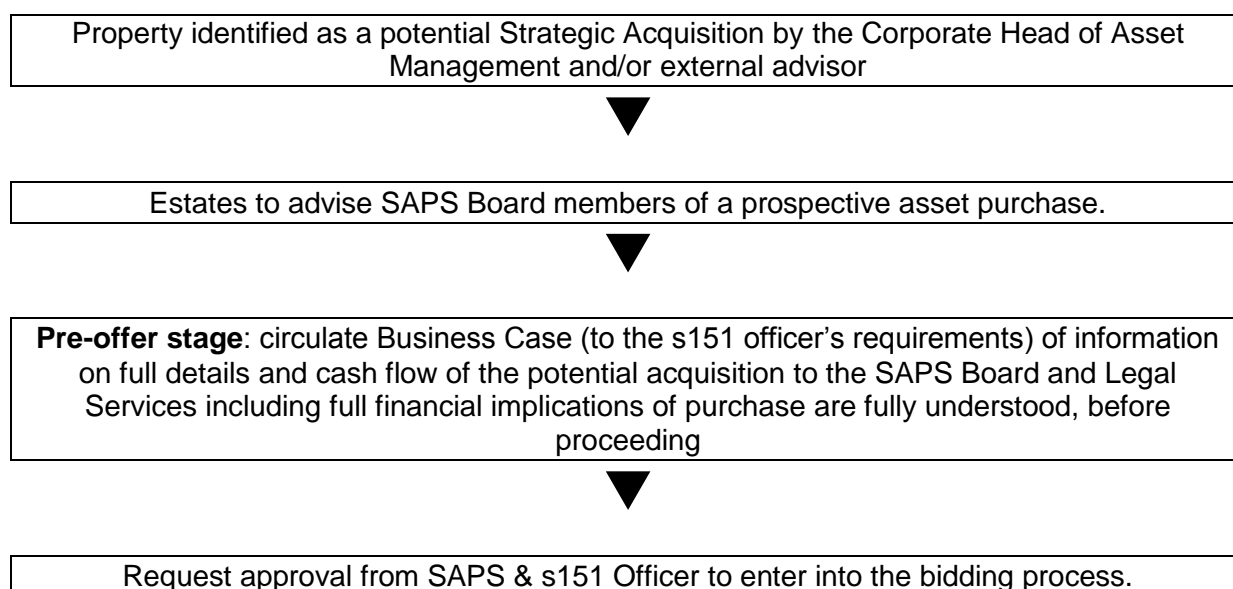 Property identified as a potential Strategic Acquisition by the Corporate Head of Asset
Management and/or external advisor
Estates to advise SAPS Board members of a prospective asset purchase.
Pre-offer stage: circulate Business Case (to the s151 officer's requirements) of information
on full details and cash flow of the potential acquisition to the SAPS Board and Legal
Services including full financial implications of purchase are fully understood, before
proceeding
Request approval from SAPS & s151 Officer to enter into the bidding process.